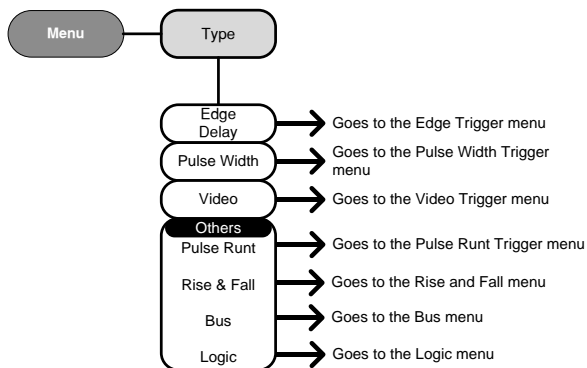 Menu
Type
Edge
Delay
Goes to the Edge Trigger menu
Pulse Width
Goes to the Pulse Width Trigger
menu
Video
Goes to the Video Trigger menu
Others
Pulse Runt
Goes to the Pulse Runt Trigger menu
Rise & Fall
Goes to the Rise and Fall menu
Bus
Goes to the Bus menu
Logic
Goes to the Logic menu